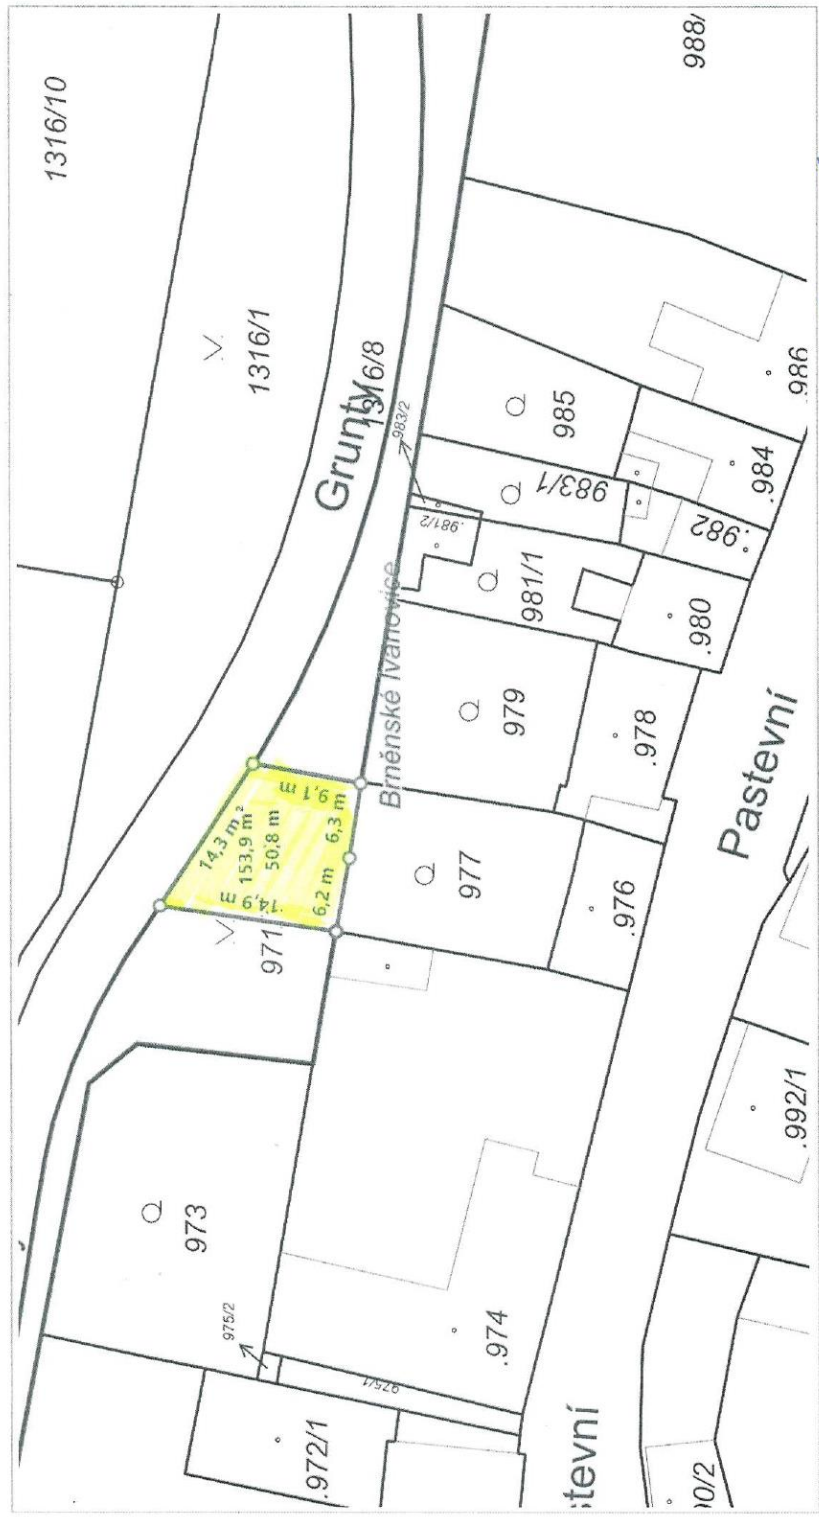 1316/10
988/
1316/1
Grunty
1316/8
983/2
.986
985
.984
983/1
.981/2
.982
981/1
.980
Brněnské Ivanovice
979
.978
Pastevní
14,3 m
153,9 m²
50,8 m
9,1 m
6,3 m
14,9 m
6,2 m
977
971
.976
.992/1
973
975/2
.974
975/1
.972/1
stevní
00/2